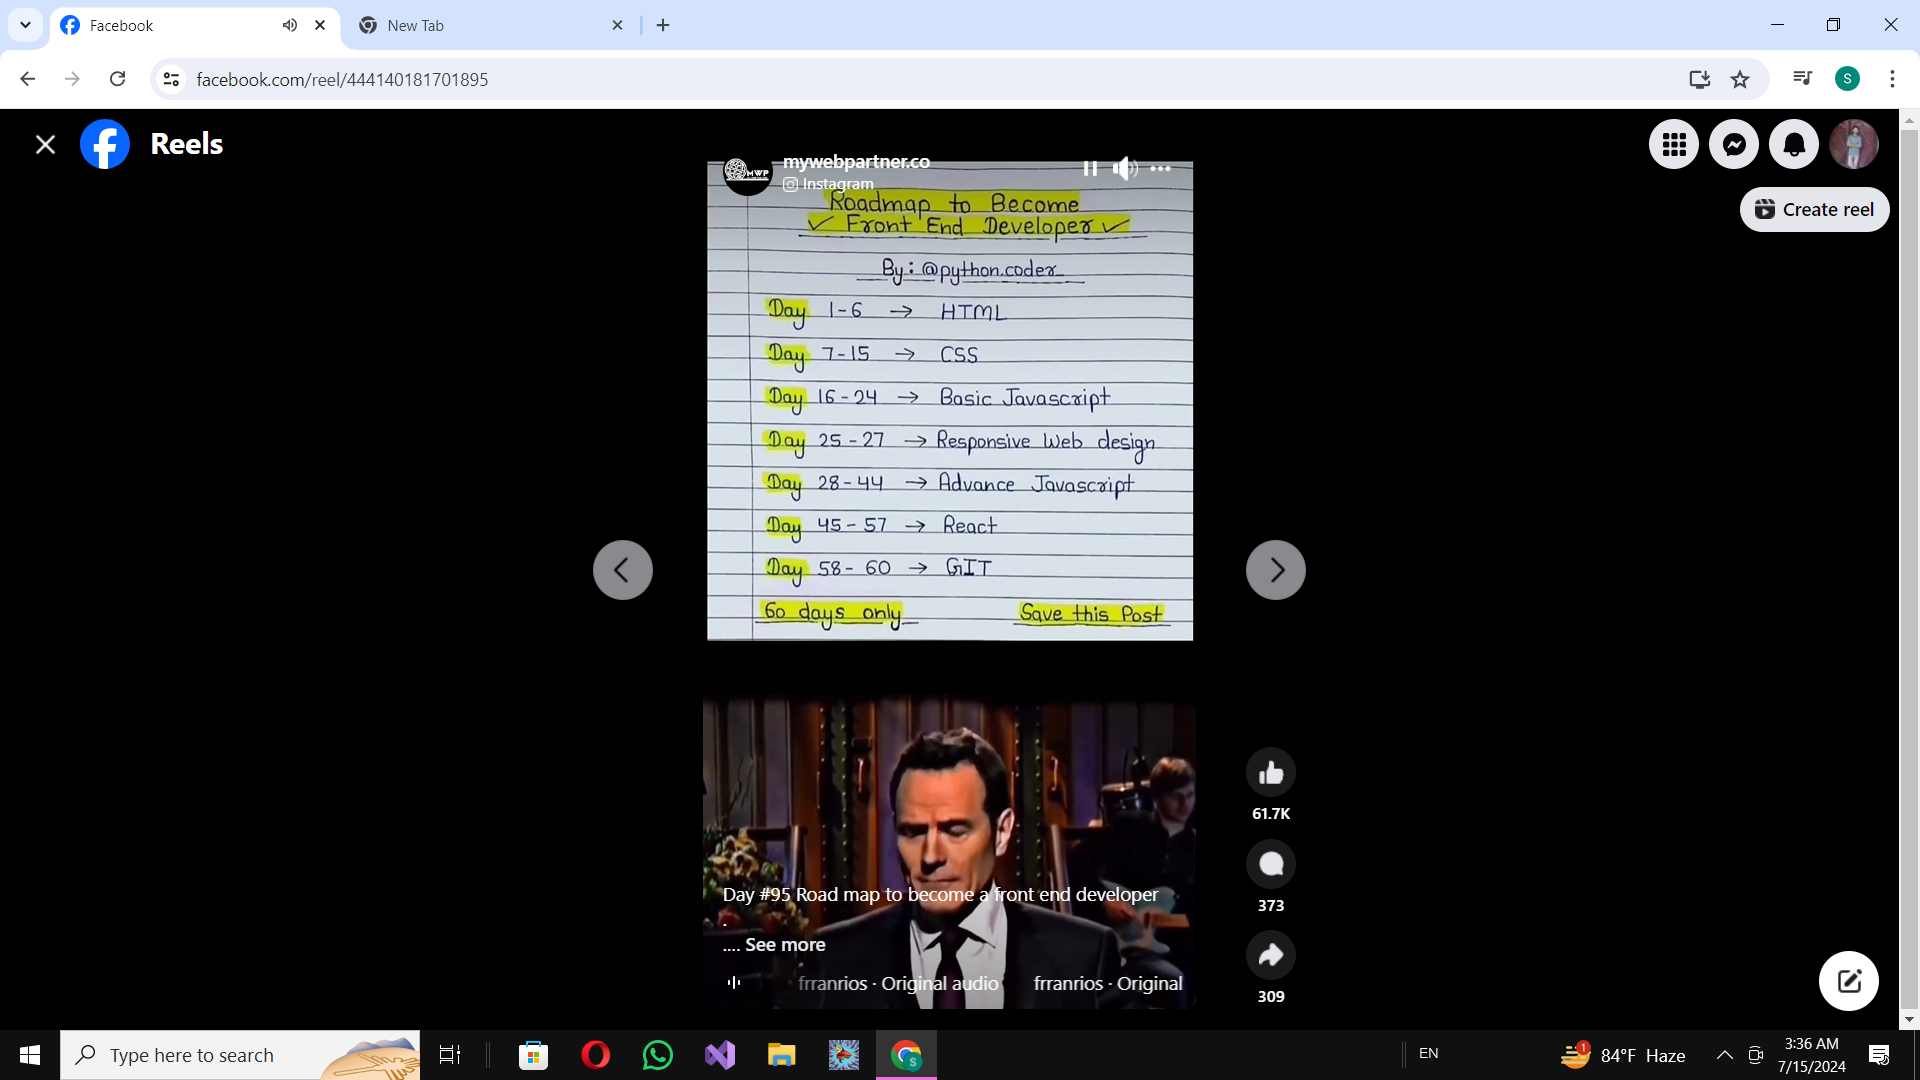 Facebook
New Tab
facebook.com/reel/444140181701895
S
Reels
Create reel
MWP
mywebpartner.co
Instagram
Roadmap to Become
✓ Front End Developer ✓
By: @python.coder
Day 1-6 → HTML
Day 7-15 → CSS
Day 16-24 → Basic Javascript
Day 25-27 → Responsive Web design
Day 28-44 → Advance Javascript
Day 45-57 → React
Day 58-60 → GIT
60 days only Save this Post
61.7K
373
309
Day #95 Road map to become a front end developer
.
.... See more
frranrios · Original audio frranrios · Original
Type here to search
S
EN
1
84°F Haze
3:36 AM
7/15/2024